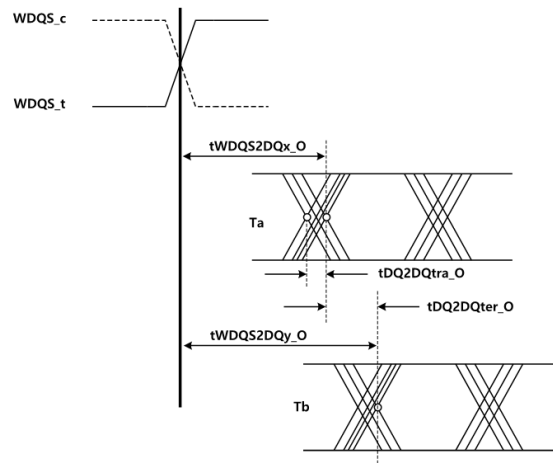 WDQS_c
WDQS_t
tWDQS2DQx_O
Ta
tDQ2DQtra_O
tDQ2DQter_O
tWDQS2DQy_O
Tb